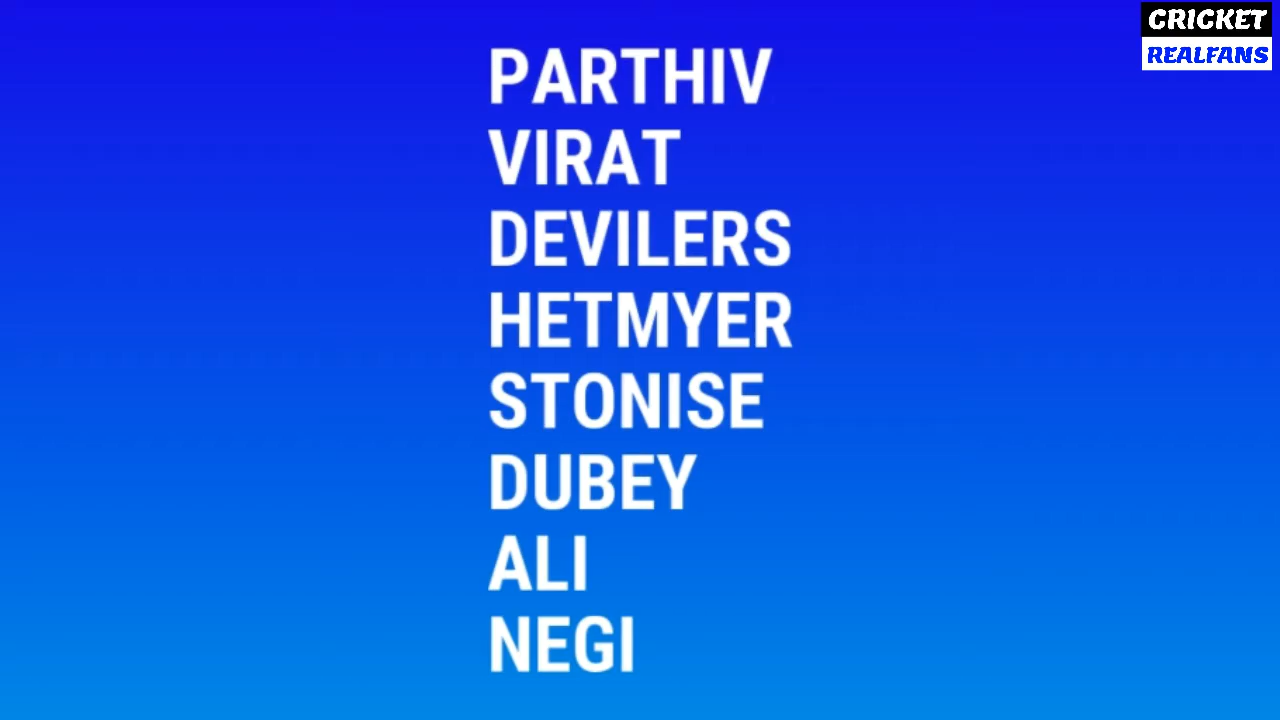 CRICKET
REALFANS
PARTHIV
VIRAT
DEVILERS
HETMYER
STONISE
DUBEY
ALI
NEGI